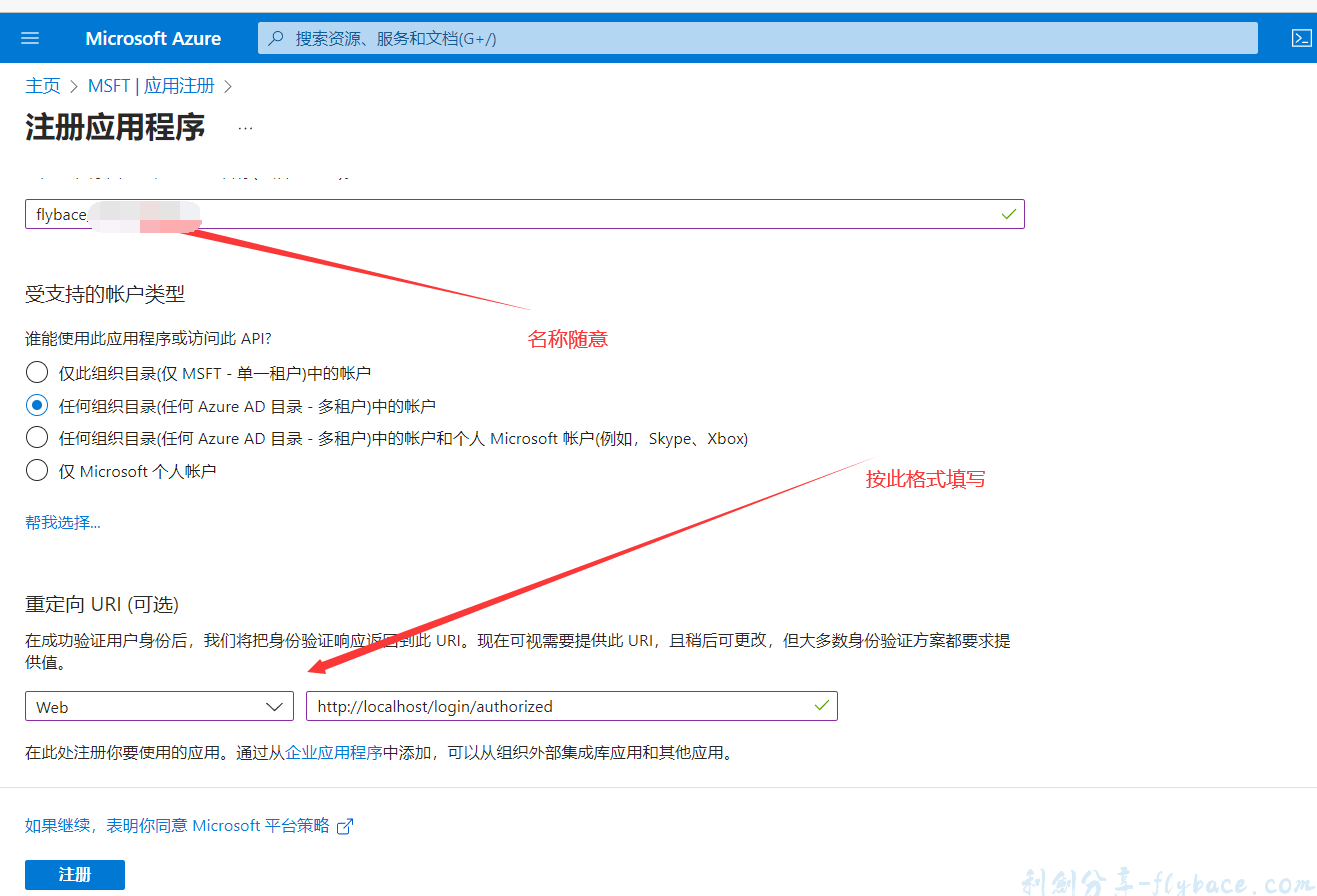 Microsoft Azure
搜索资源、服务和文档(G+/)
主页 > MSFT | 应用注册 >
注册应用程序 ...
flybace
名称随意
受支持的帐户类型
谁能使用此应用程序或访问此 API?
仅此组织目录(仅 MSFT - 单一租户)中的帐户
任何组织目录(任何 Azure AD 目录 - 多租户)中的帐户
任何组织目录(任何 Azure AD 目录 - 多租户)中的帐户和个人 Microsoft 帐户(例如，Skype、Xbox)
仅 Microsoft 个人帐户
按此格式填写
帮我选择...
重定向 URI (可选)
在成功验证用户身份后，我们将把身份验证响应返回到此 URI。现在可视需要提供此 URI，且稍后可更改，但大多数身份验证方案都要求提
供值。
Web
http://localhost/login/authorized
在此处注册你要使用的应用。通过从企业应用程序中添加，可以从组织外部集成库应用和其他应用。
如果继续，表明你同意 Microsoft 平台策略
注册
利剑分享-flybace.com